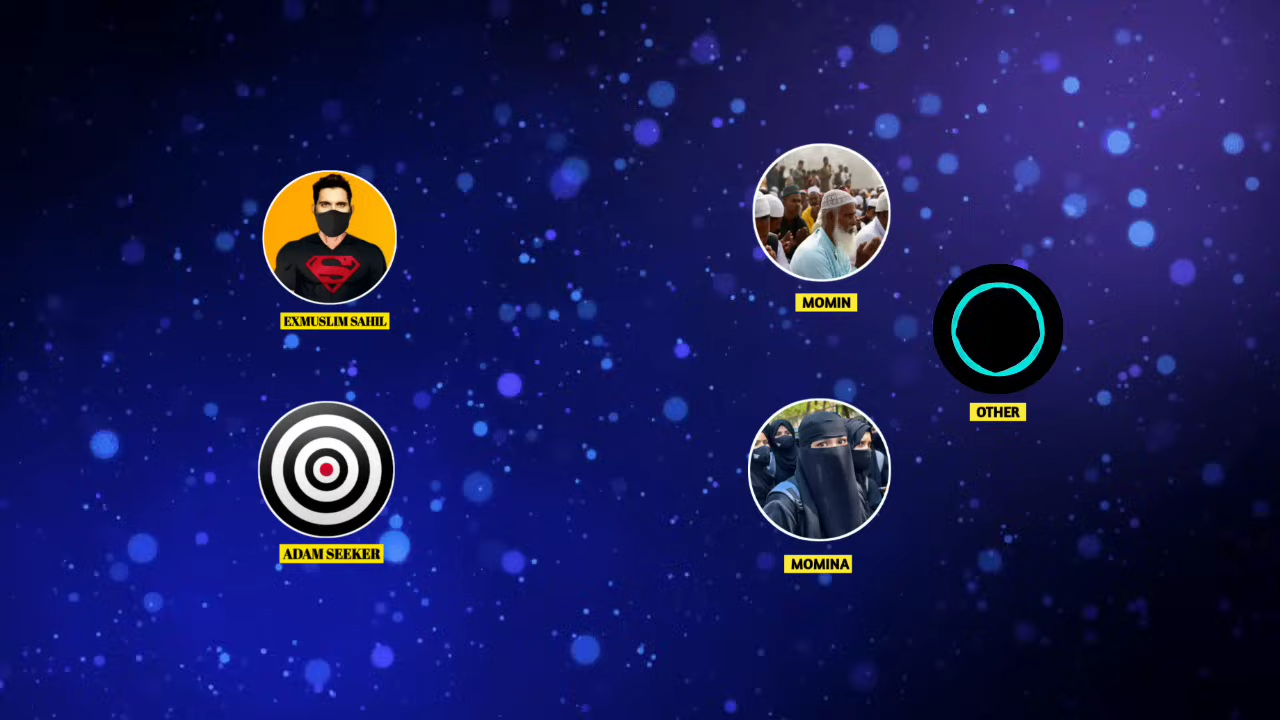 EXMUSLIM SAHIL
MOMIN
OTHER
ADAM SEEKER
MOMINA